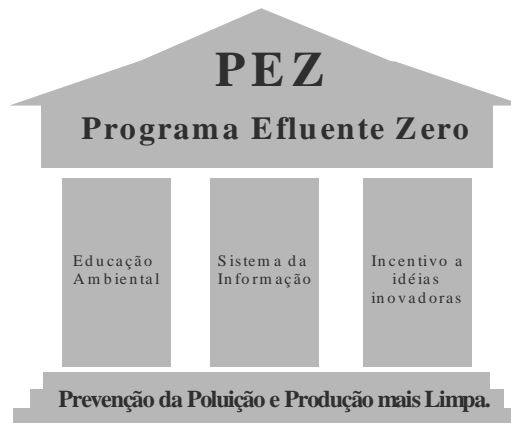 PEZ
Programa Efluente Zero
Educação
Ambiental
Sistema da
Informação
Incentivo a
idéias
inovadoras
Prevenção da Poluição e Produção mais Limpa.